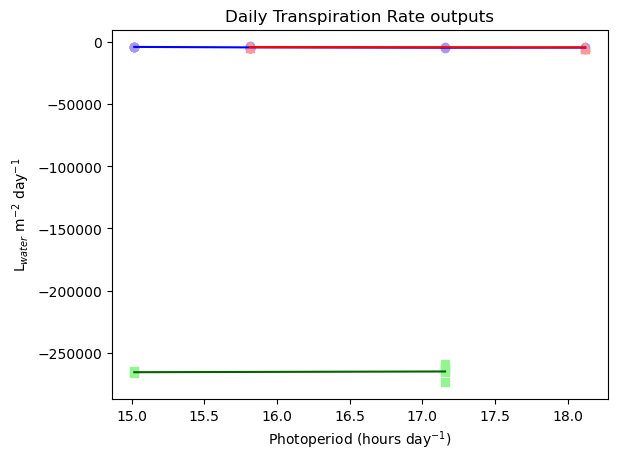 Daily Transpiration Rate outputs
0
−50000
−100000
−150000
−200000
−250000
L_water m⁻² day⁻¹
15.0 15.5 16.0 16.5 17.0 17.5 18.0
Photoperiod (hours day⁻¹)